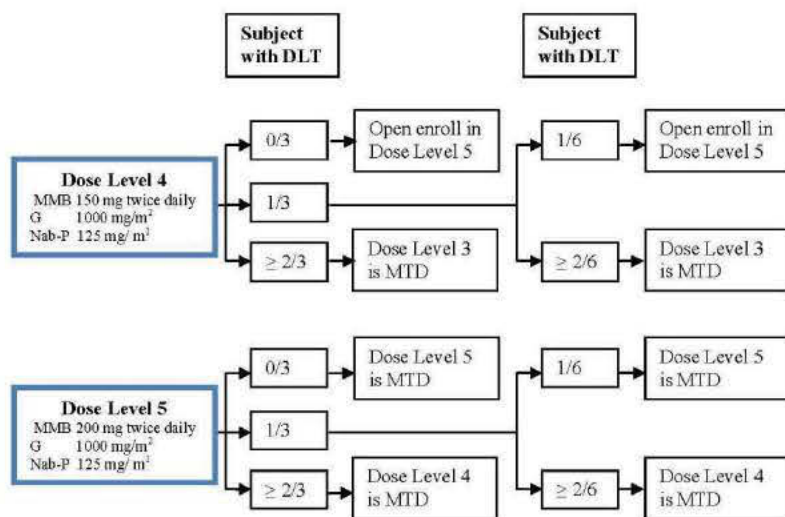 Subject
with DLT
Subject
with DLT
Dose Level 4
MMB 150 mg twice daily
G 1000 mg/m²
Nab-P 125 mg/ m²
0/3
Open enroll in
Dose Level 5
1/6
Open enroll in
Dose Level 5
1/3
≥ 2/3
Dose Level 3
is MTD
≥ 2/6
Dose Level 3
is MTD
Dose Level 5
MMB 200 mg twice daily
G 1000 mg/m²
Nab-P 125 mg/ m²
0/3
Dose Level 5
is MTD
1/6
Dose Level 5
is MTD
1/3
≥ 2/3
Dose Level 4
is MTD
≥ 2/6
Dose Level 4
is MTD